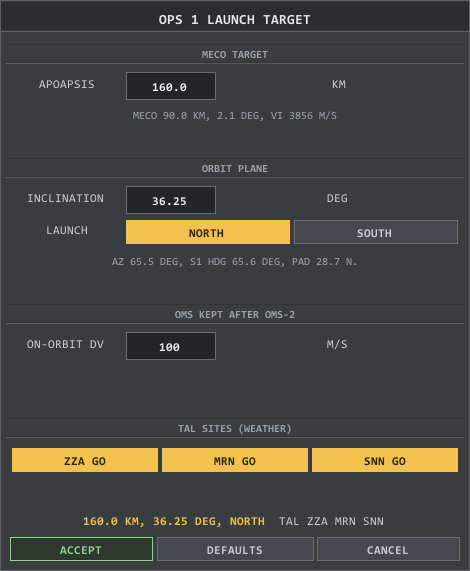 OPS 1 LAUNCH TARGET
MECO TARGET
APOAPSIS 160.0 KM
MECO 90.0 KM, 2.1 DEG, VI 3856 M/S
ORBIT PLANE
INCLINATION 36.25 DEG
LAUNCH NORTH SOUTH
AZ 65.5 DEG, S1 HDG 65.6 DEG, PAD 28.7 N.
OMS KEPT AFTER OMS-2
ON-ORBIT DV 100 M/S
TAL SITES (WEATHER)
ZZA GO MRN GO SNN GO
160.0 KM, 36.25 DEG, NORTH TAL ZZA MRN SNN
ACCEPT DEFAULTS CANCEL